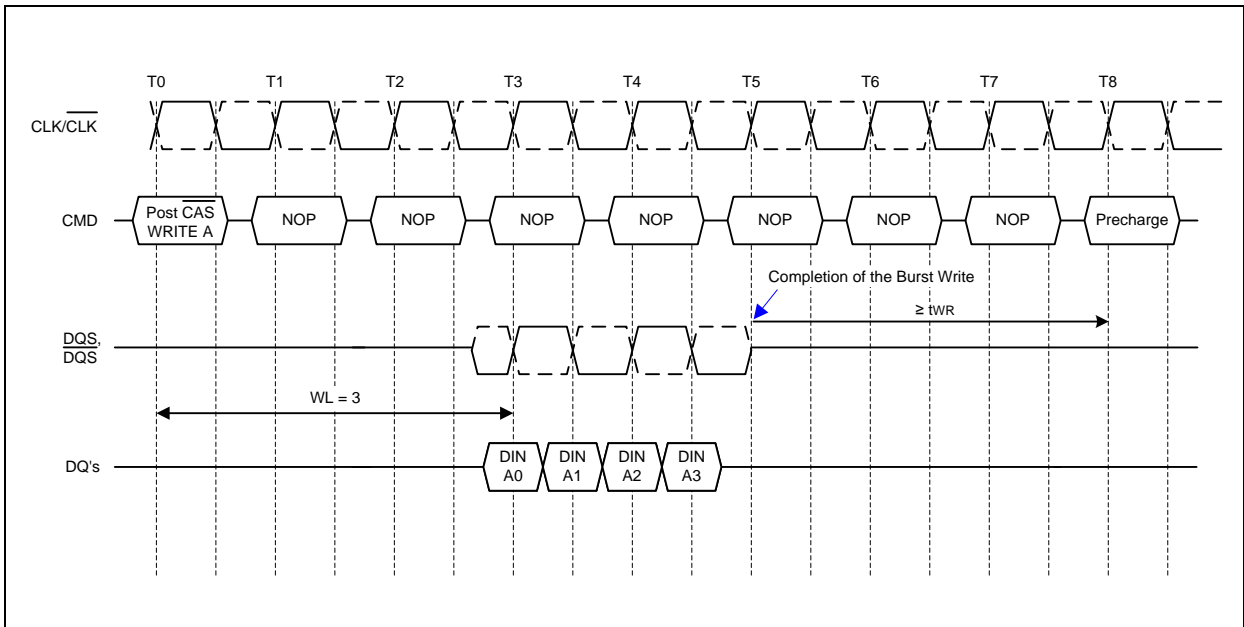 T0 T1 T2 T3 T4 T5 T6 T7 T8
CLK/CLK
CMD
Post CAS
WRITE A
NOP NOP NOP NOP NOP NOP NOP Precharge
Completion of the Burst Write
≥ tWR
DQS,
DQS
WL = 3
DQ's
DIN
A0
DIN
A1
DIN
A2
DIN
A3